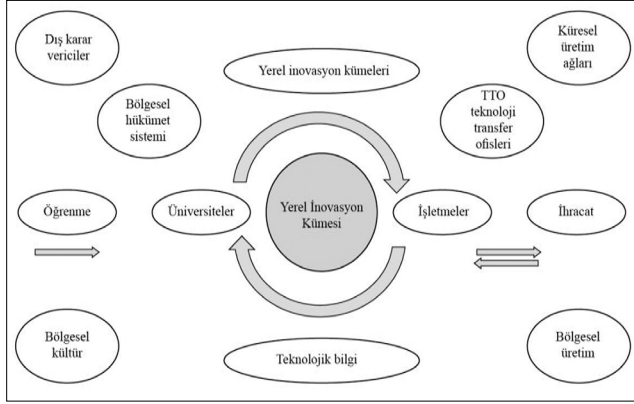 Dış karar
vericiler
Küresel
üretim
ağları
Yerel inovasyon kümeleri
Bölgesel
hükümet
sistemi
TTO
teknoloji
transfer
ofisleri
Öğrenme
Üniversiteler
Yerel İnovasyon
Kümesi
İşletmeler
İhracat
Bölgesel
kültür
Teknolojik bilgi
Bölgesel
üretim